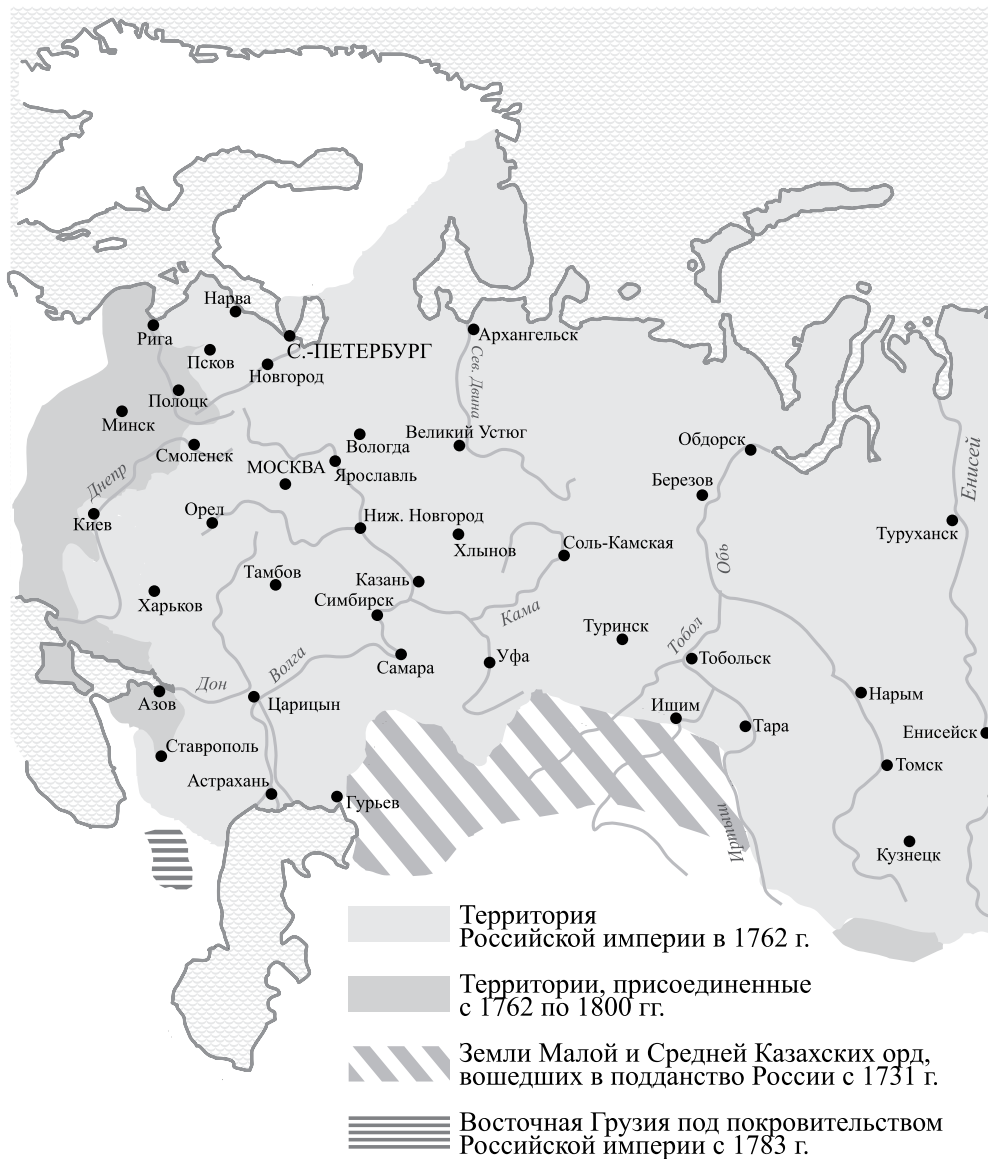 Нарва
Рига
С.-ПЕТЕРБУРГ
Псков
Новгород
Архангельск
Сев. Двина
Полоцк
Минск
Смоленск
Днепр
Вологда
Великий Устюг
МОСКВА
Ярославль
Обдорск
Березов
Енисей
Киев
Орел
Ниж. Новгород
Хлынов
Соль-Камская
Туруханск
Обь
Тамбов
Казань
Харьков
Симбирск
Кама
Туринск
Тобол
Волга
Самара
Уфа
Тобольск
Дон
Азов
Царицын
Ишим
Тара
Нарым
Енисейск
Ставрополь
Астрахань
Гурьев
Томск
Иртыш
Кузнецк
Территория
Российской империи в 1762 г.
Территории, присоединенные
с 1762 по 1800 гг.
Земли Малой и Средней Казахских орд,
вошедших в подданство России с 1731 г.
Восточная Грузия под покровительством
Российской империи с 1783 г.